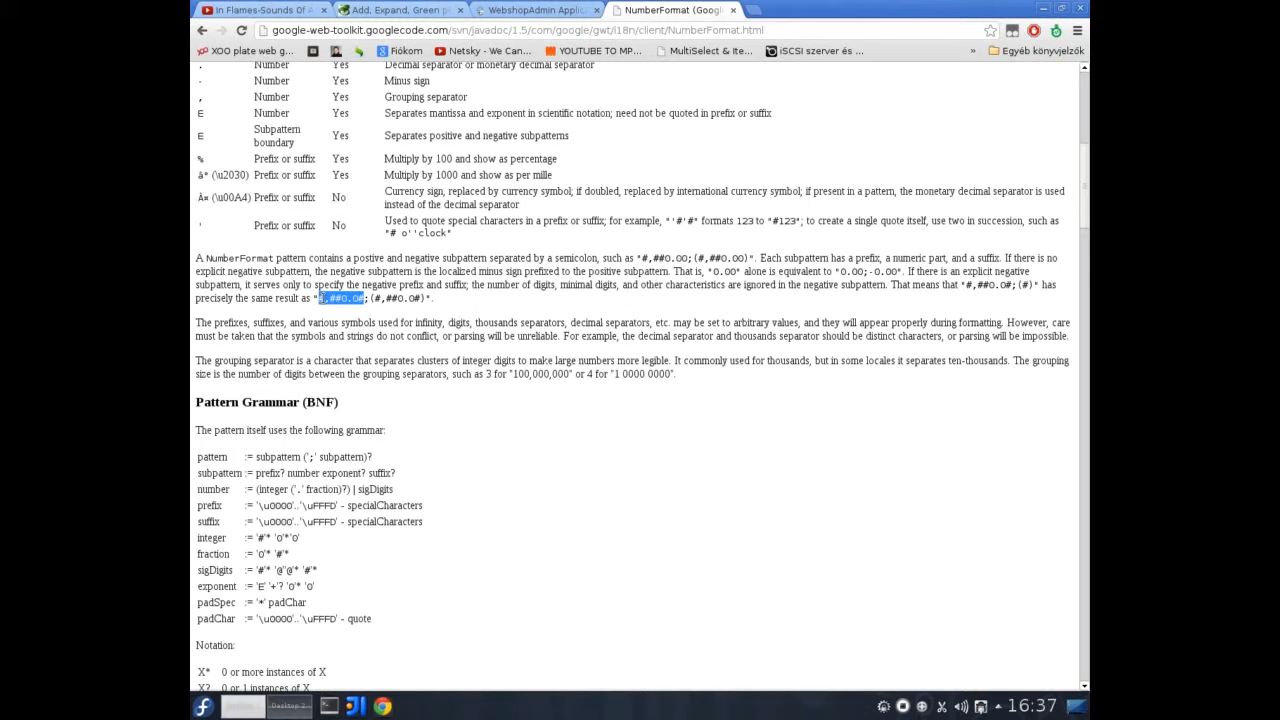 In Flames-Sounds Of A
Add, Expand, Green p
WebshopAdmin Applic
NumberFormat (Goog
google-web-toolkit.googlecode.com/svn/javadoc/1.5/com/google/gwt/i18n/client/NumberFormat.html
XOO plate web g...
Fiókom
Netsky - We Can...
YOUTUBE TO MP...
MultiSelect & Ite...
iSCSI szerver és ...
»
Egyéb könyvjelzők
. Number Yes Decimal separator or monetary decimal separator
- Number Yes Minus sign
, Number Yes Grouping separator
E Number Yes Separates mantissa and exponent in scientific notation; need not be quoted in prefix or suffix
E Subpattern boundary Yes Separates positive and negative subpatterns
% Prefix or suffix Yes Multiply by 100 and show as percentage
â° (\u2030) Prefix or suffix Yes Multiply by 1000 and show as per mille
Â¤ (\u00A4) Prefix or suffix No Currency sign, replaced by currency symbol; if doubled, replaced by international currency symbol; if present in a pattern, the monetary decimal separator is used
instead of the decimal separator
' Prefix or suffix No Used to quote special characters in a prefix or suffix; for example, "'#'#" formats 123 to "#123"; to create a single quote itself, use two in succession, such as
"# o''clock"
A NumberFormat pattern contains a postive and negative subpattern separated by a semicolon, such as "#,##0.00;(#,##0.00)". Each subpattern has a prefix, a numeric part, and a suffix. If there is no
explicit negative subpattern, the negative subpattern is the localized minus sign prefixed to the positive subpattern. That is, "0.00" alone is equivalent to "0.00;-0.00". If there is an explicit negative
subpattern, it serves only to specify the negative prefix and suffix; the number of digits, minimal digits, and other characteristics are ignored in the negative subpattern. That means that "#,##0.0#;(#)" has
precisely the same result as "#,##0.0#;(#,##0.0#)".
The prefixes, suffixes, and various symbols used for infinity, digits, thousands separators, decimal separators, etc. may be set to arbitrary values, and they will appear properly during formatting. However, care
must be taken that the symbols and strings do not conflict, or parsing will be unreliable. For example, the decimal separator and thousands separator should be distinct characters, or parsing will be impossible.
The grouping separator is a character that separates clusters of integer digits to make large numbers more legible. It commonly used for thousands, but in some locales it separates ten-thousands. The grouping
size is the number of digits between the grouping separators, such as 3 for "100,000,000" or 4 for "1 0000 0000".
Pattern Grammar (BNF)
The pattern itself uses the following grammar:
pattern := subpattern (';' subpattern)?
subpattern := prefix? number exponent? suffix?
number := (integer ('.' fraction)?) | sigDigits
prefix := '\u0000'..'\uFFFD' - specialCharacters
suffix := '\u0000'..'\uFFFD' - specialCharacters
integer := '#'* '0'*'0'
fraction := '0'* '#'*
sigDigits := '#'* '@''@'* '#'*
exponent := 'E' '+'? '0'* '0'
padSpec := '*' padChar
padChar := '\u0000'..'\uFFFD' - quote
Notation:
X* 0 or more instances of X
X? 0 or 1 instances of X
Desktop 2
16:37